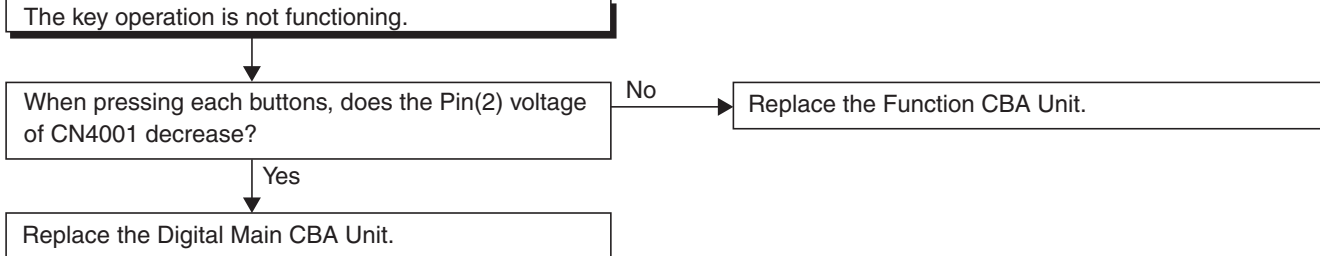 The key operation is not functioning.
When pressing each buttons, does the Pin(2) voltage
of CN4001 decrease?
No
Replace the Function CBA Unit.
Yes
Replace the Digital Main CBA Unit.